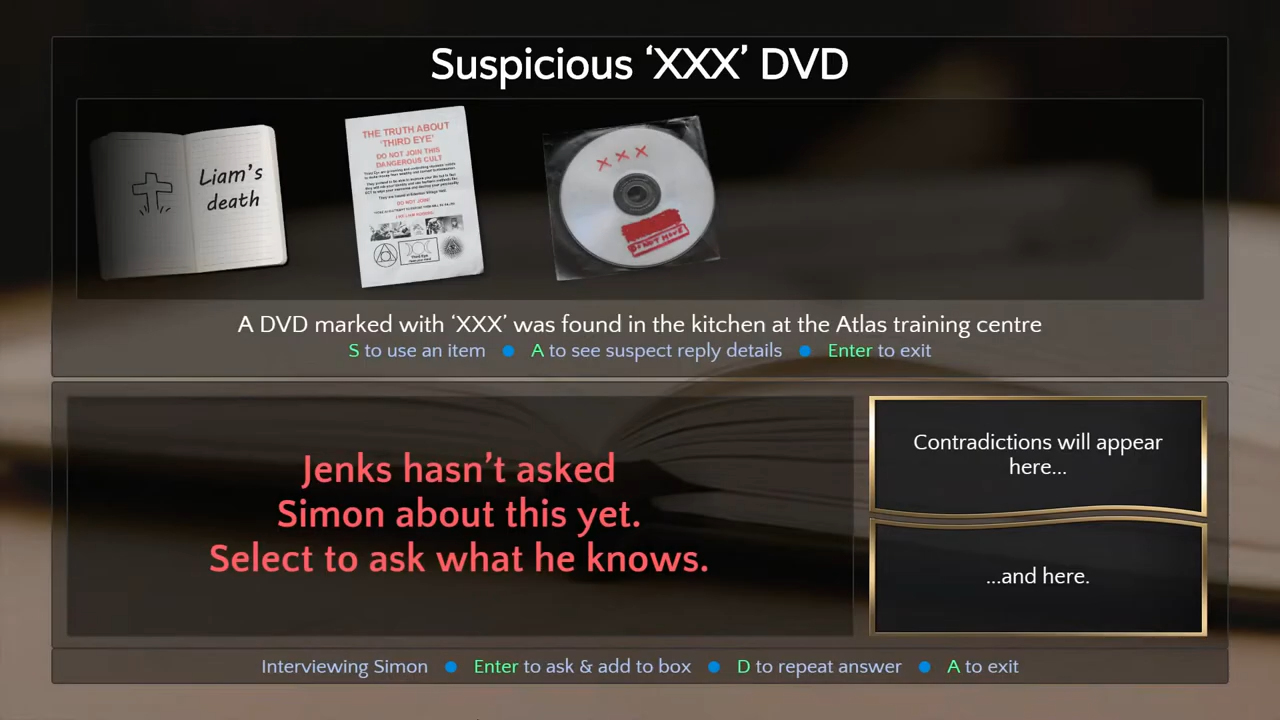 Suspicious ‘XXX’ DVD
Liam's
death
THE TRUTH ABOUT
'THIRD EYE'
DO NOT JOIN THIS
DANGEROUS CULT
DO NOT JOIN!
XXX
A DVD marked with ‘XXX’ was found in the kitchen at the Atlas training centre
S to use an item A to see suspect reply details Enter to exit
Jenks hasn’t asked
Simon about this yet.
Select to ask what he knows.
Contradictions will appear
here...
...and here.
Interviewing Simon Enter to ask & add to box D to repeat answer A to exit